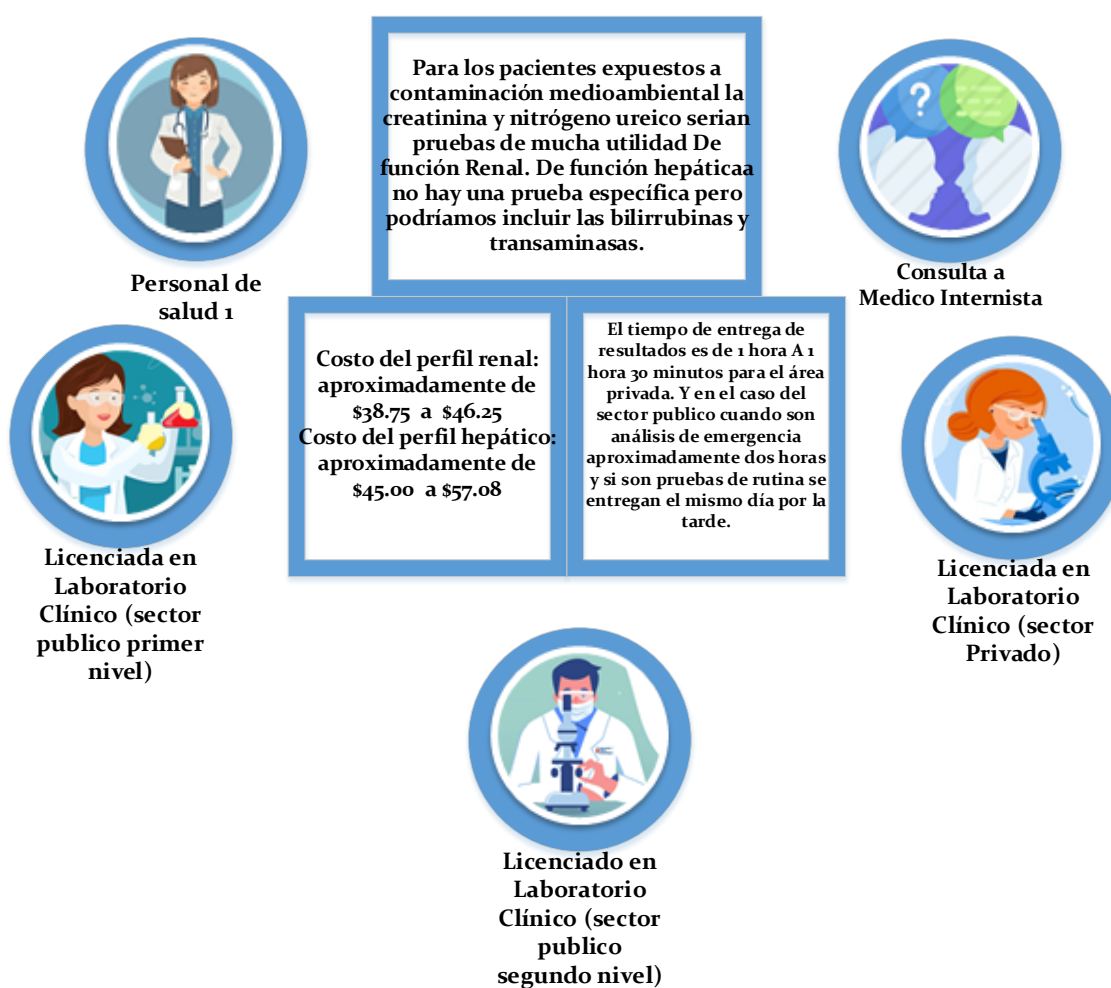 Para los pacientes expuestos a
contaminación medioambiental la
creatinina y nitrógeno ureico serian
pruebas de mucha utilidad De
función Renal. De función hepáticaa
no hay una prueba específica pero
podríamos incluir las bilirrubinas y
transaminasas.
Personal de
salud 1
?
Consulta a
Medico Internista
Costo del perfil renal:
aproximadamente de
$38.75 a $46.25
Costo del perfil hepático:
aproximadamente de
$45.00 a $57.08
El tiempo de entrega de
resultados es de 1 hora A 1
hora 30 minutos para el área
privada. Y en el caso del
sector publico cuando son
análisis de emergencia
aproximadamente dos horas
y si son pruebas de rutina se
entregan el mismo día por la
tarde.
Licenciada en
Laboratorio
Clínico (sector
publico primer
nivel)
Licenciada en
Laboratorio
Clínico (sector
Privado)
Licenciado en
Laboratorio
Clínico (sector
publico
segundo nivel)